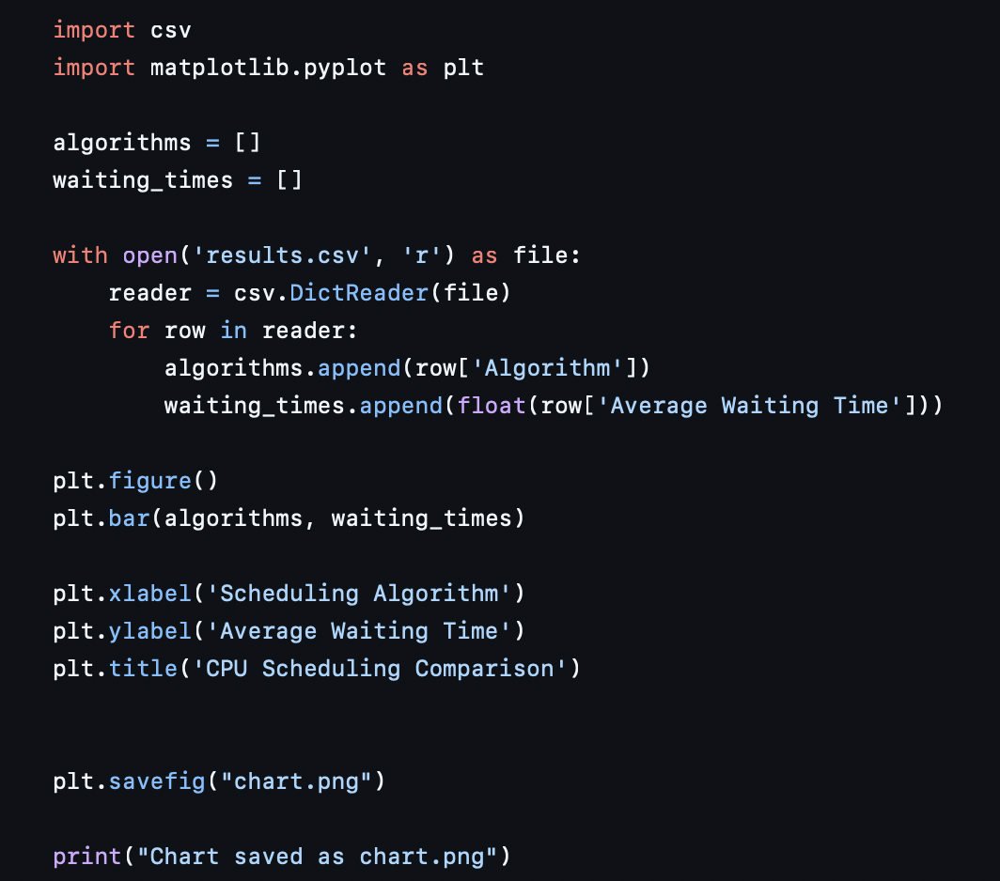 import csv
import matplotlib.pyplot as plt

algorithms = []
waiting_times = []

with open('results.csv', 'r') as file:
    reader = csv.DictReader(file)
    for row in reader:
        algorithms.append(row['Algorithm'])
        waiting_times.append(float(row['Average Waiting Time']))

plt.figure()
plt.bar(algorithms, waiting_times)

plt.xlabel('Scheduling Algorithm')
plt.ylabel('Average Waiting Time')
plt.title('CPU Scheduling Comparison')


plt.savefig("chart.png")

print("Chart saved as chart.png")